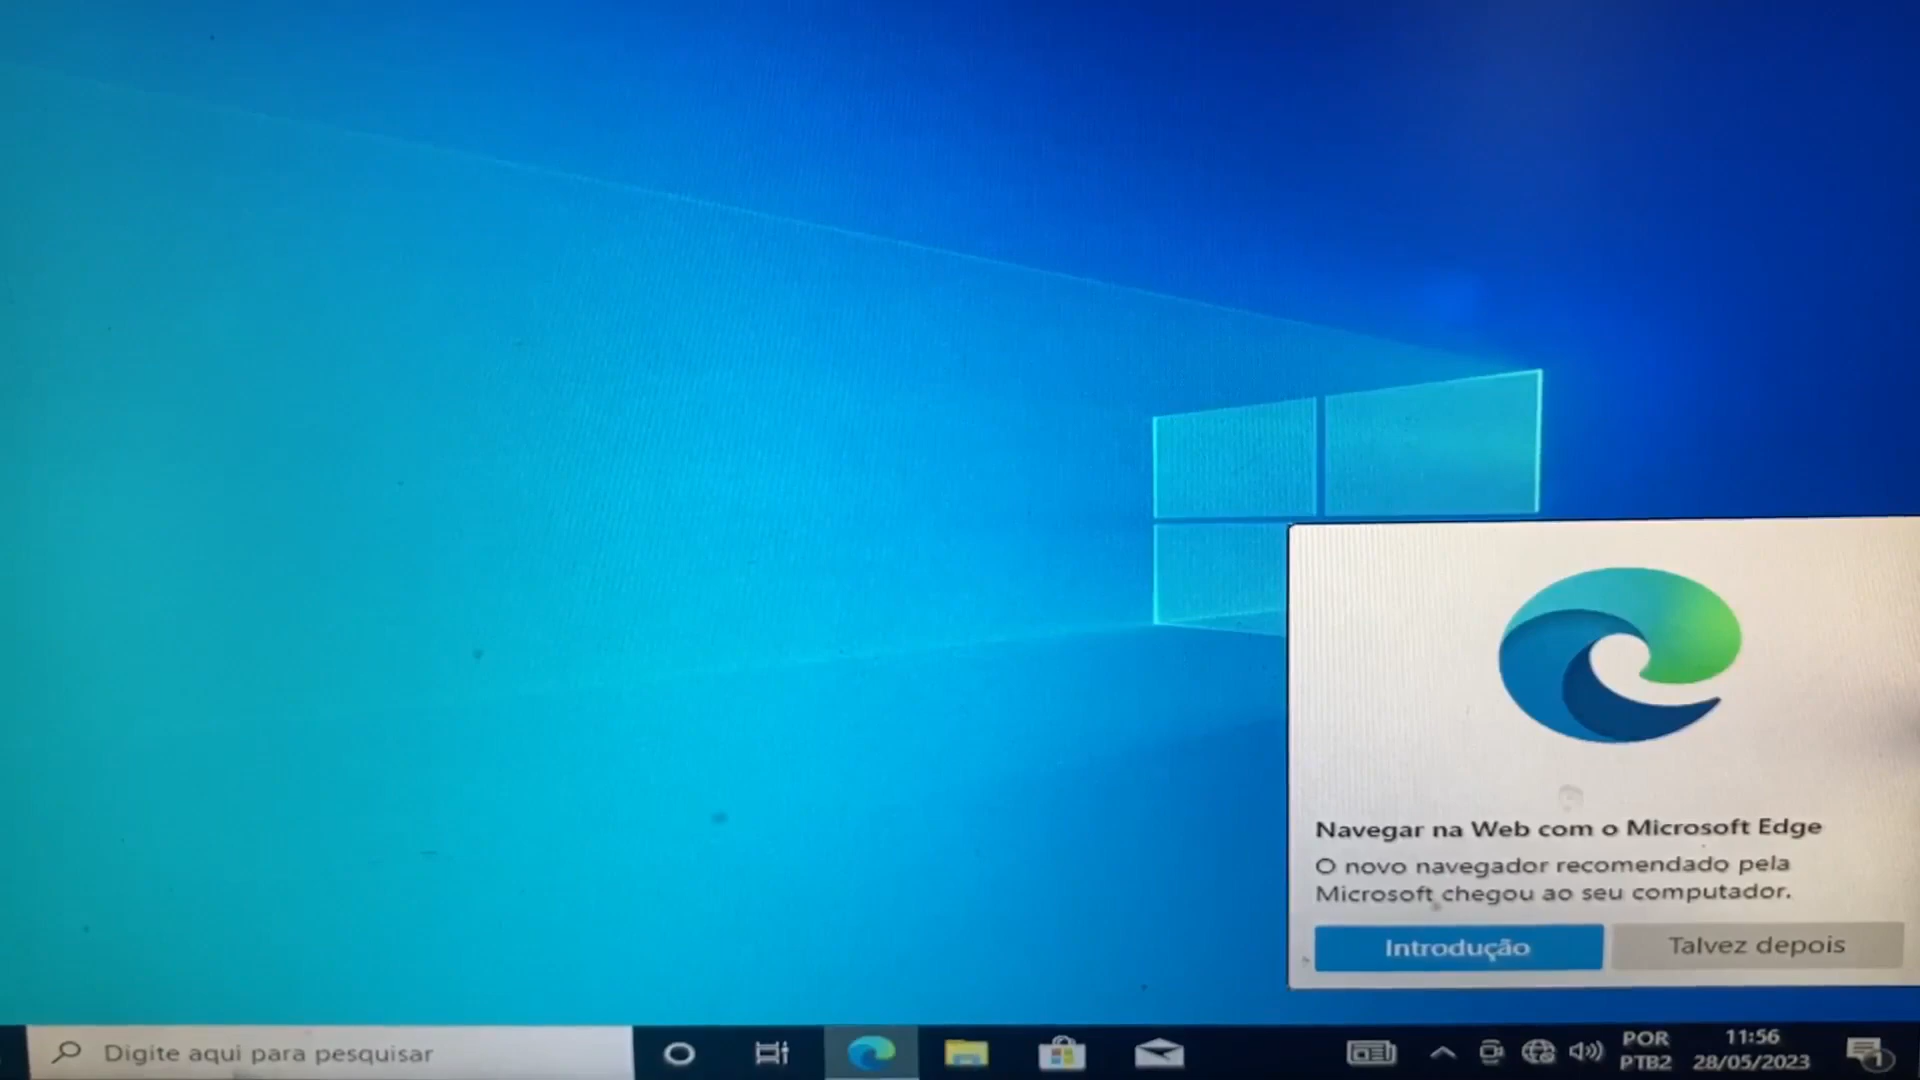 Navegar na Web com o Microsoft Edge
O novo navegador recomendado pela
Microsoft chegou ao seu computador.
Introdução
Talvez depois
Digite aqui para pesquisar
POR
PTB2
11:56
28/05/2023
1